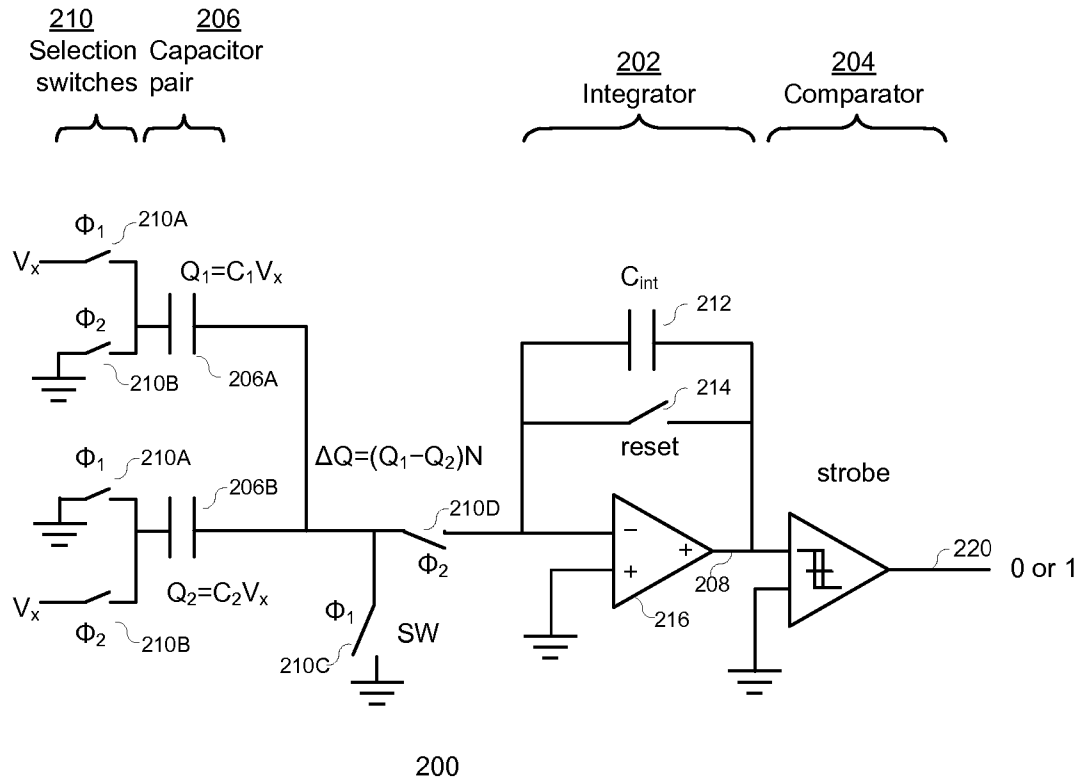 210
Selection switches
206
Capacitor pair
202
Integrator
204
Comparator
Φ1
210A
Vx
Q1=C1Vx
Φ2
210B
206A
Cint
212
214
reset
Φ1
210A
206B
ΔQ=(Q1−Q2)N
210D
Φ2
strobe
−
+
+
208
216
220
0 or 1
Vx
Φ2
210B
Q2=C2Vx
Φ1
SW
210C
200